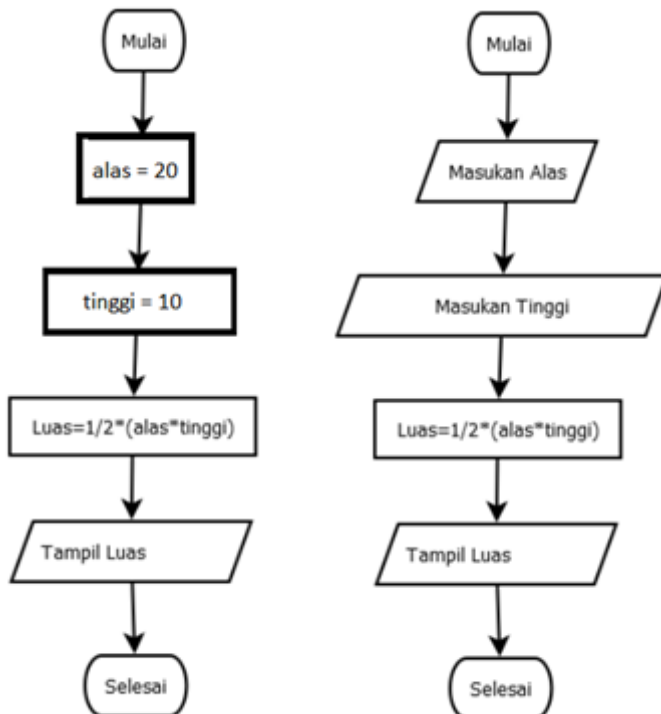 Mulai
alas = 20
tinggi = 10
Luas=1/2*(alas*tinggi)
Tampil Luas
Selesai
Mulai
Masukan Alas
Masukan Tinggi
Luas=1/2*(alas*tinggi)
Tampil Luas
Selesai